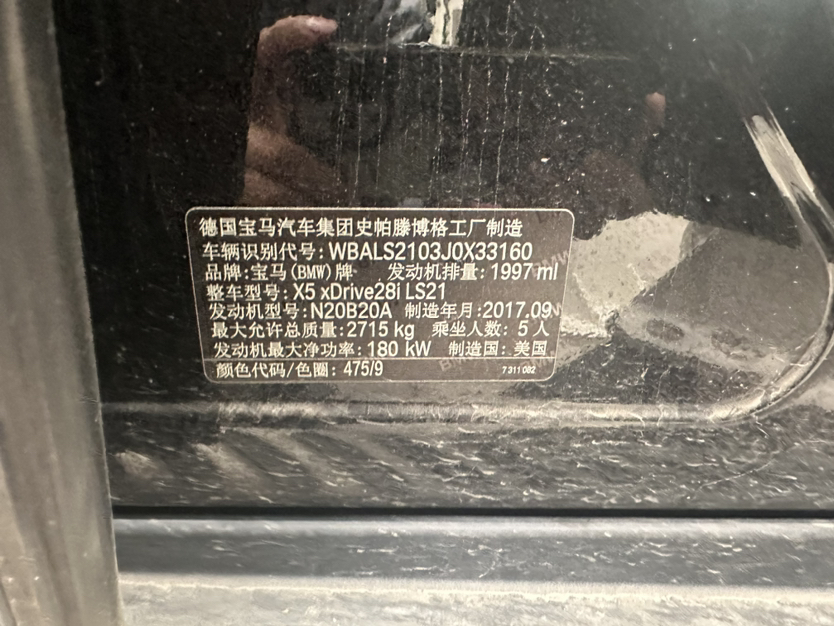 德国宝马汽车集团史帕滕博格工厂制造
车辆识别代号: WBALS2103J0X33160
品牌: 宝马(BMW)牌 发动机排量: 1997 ml
整车型号: X5 xDrive28i LS21
发动机型号: N20B20A 制造年月: 2017.09
最大允许总质量: 2715 kg 乘坐人数: 5 人
发动机最大净功率: 180 kW 制造国: 美国
颜色代码/色圈: 475/9 7311082